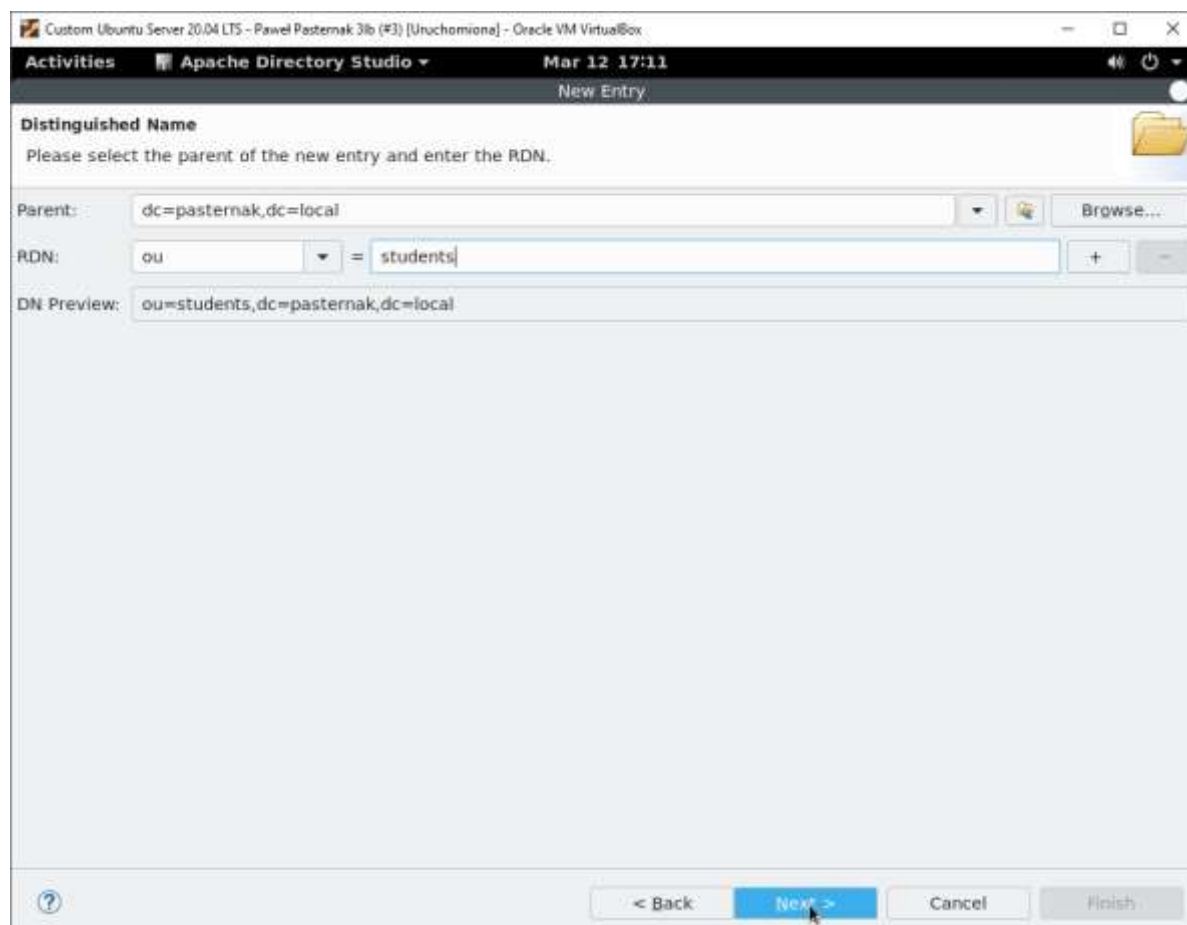 Custom Ubuntu Server 20.04 LTS - Paweł Pasternak 3Ib (#3) [Uruchomiona] - Oracle VM VirtualBox
Activities Apache Directory Studio Mar 12 17:11
New Entry
Distinguished Name
Please select the parent of the new entry and enter the RDN.
Parent: dc=pasternak,dc=local Browse...
RDN: ou = students + -
DN Preview: ou=students,dc=pasternak,dc=local
? < Back Next > Cancel Finish